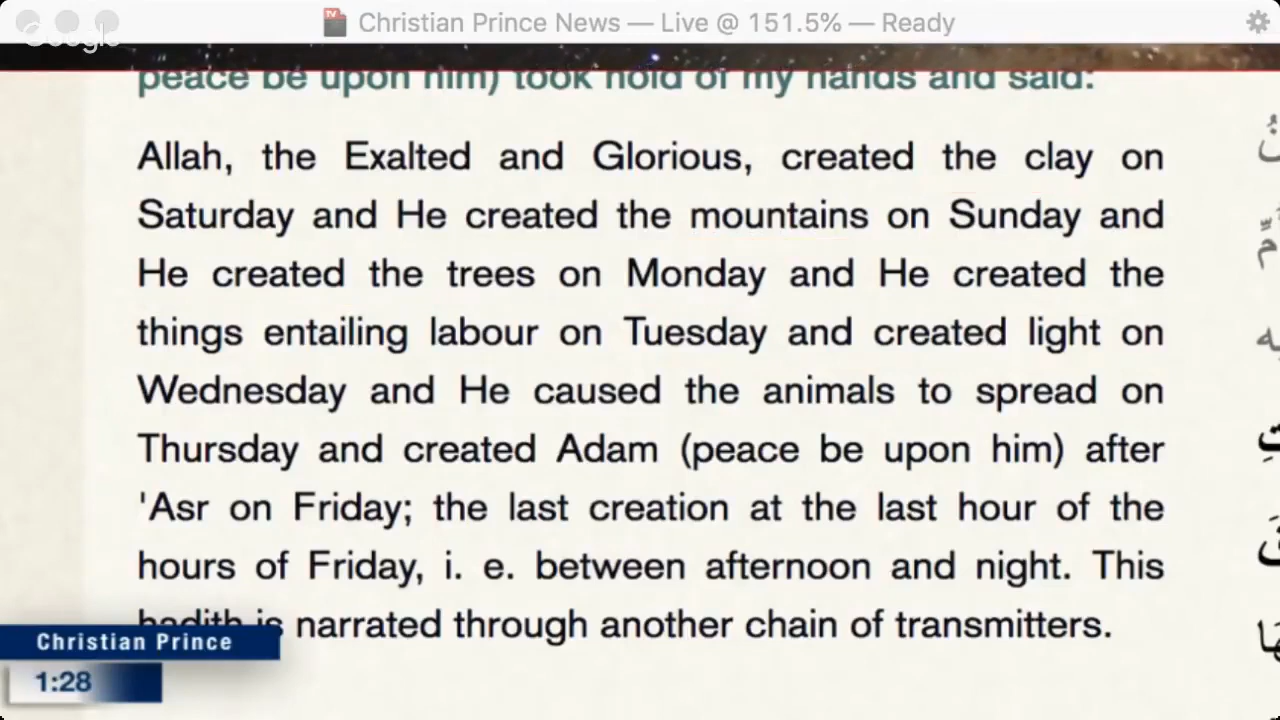 Christian Prince News — Live @ 151.5% — Ready
Google
peace be upon him) took hold of my hands and said:
Allah, the Exalted and Glorious, created the clay on
Saturday and He created the mountains on Sunday and
He created the trees on Monday and He created the
things entailing labour on Tuesday and created light on
Wednesday and He caused the animals to spread on
Thursday and created Adam (peace be upon him) after
'Asr on Friday; the last creation at the last hour of the
hours of Friday, i. e. between afternoon and night. This
hadith is narrated through another chain of transmitters.
Christian Prince
1:28